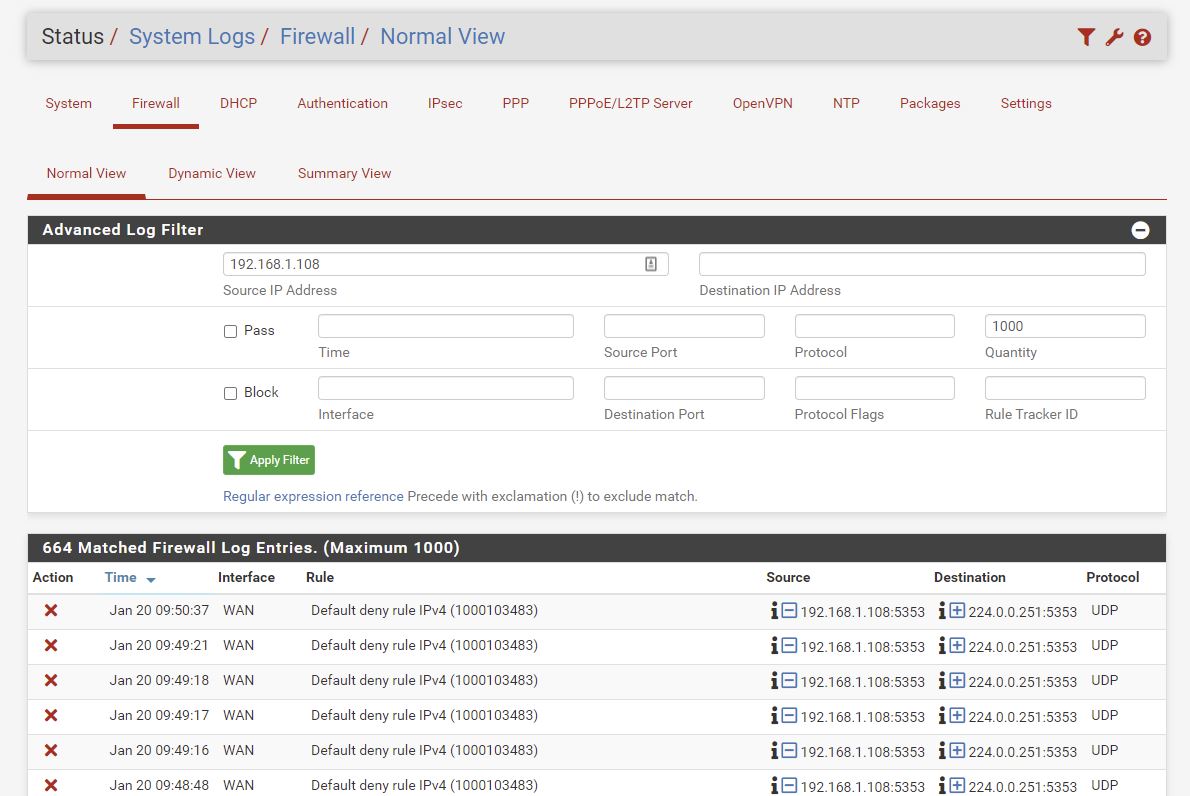 Status / System Logs / Firewall / Normal View
System Firewall DHCP Authentication IPsec PPP PPPoE/L2TP Server OpenVPN NTP Packages Settings
Normal View Dynamic View Summary View
Advanced Log Filter
192.168.1.108
Source IP Address Destination IP Address
Pass 1000
Time Source Port Protocol Quantity
Block
Interface Destination Port Protocol Flags Rule Tracker ID
Apply Filter
Regular expression reference Precede with exclamation (!) to exclude match.
664 Matched Firewall Log Entries. (Maximum 1000)
Action Time Interface Rule Source Destination Protocol
Jan 20 09:50:37 WAN Default deny rule IPv4 (1000103483) 192.168.1.108:5353 224.0.0.251:5353 UDP
Jan 20 09:49:21 WAN Default deny rule IPv4 (1000103483) 192.168.1.108:5353 224.0.0.251:5353 UDP
Jan 20 09:49:18 WAN Default deny rule IPv4 (1000103483) 192.168.1.108:5353 224.0.0.251:5353 UDP
Jan 20 09:49:17 WAN Default deny rule IPv4 (1000103483) 192.168.1.108:5353 224.0.0.251:5353 UDP
Jan 20 09:49:16 WAN Default deny rule IPv4 (1000103483) 192.168.1.108:5353 224.0.0.251:5353 UDP
Jan 20 09:48:48 WAN Default deny rule IPv4 (1000103483) 192.168.1.108:5353 224.0.0.251:5353 UDP